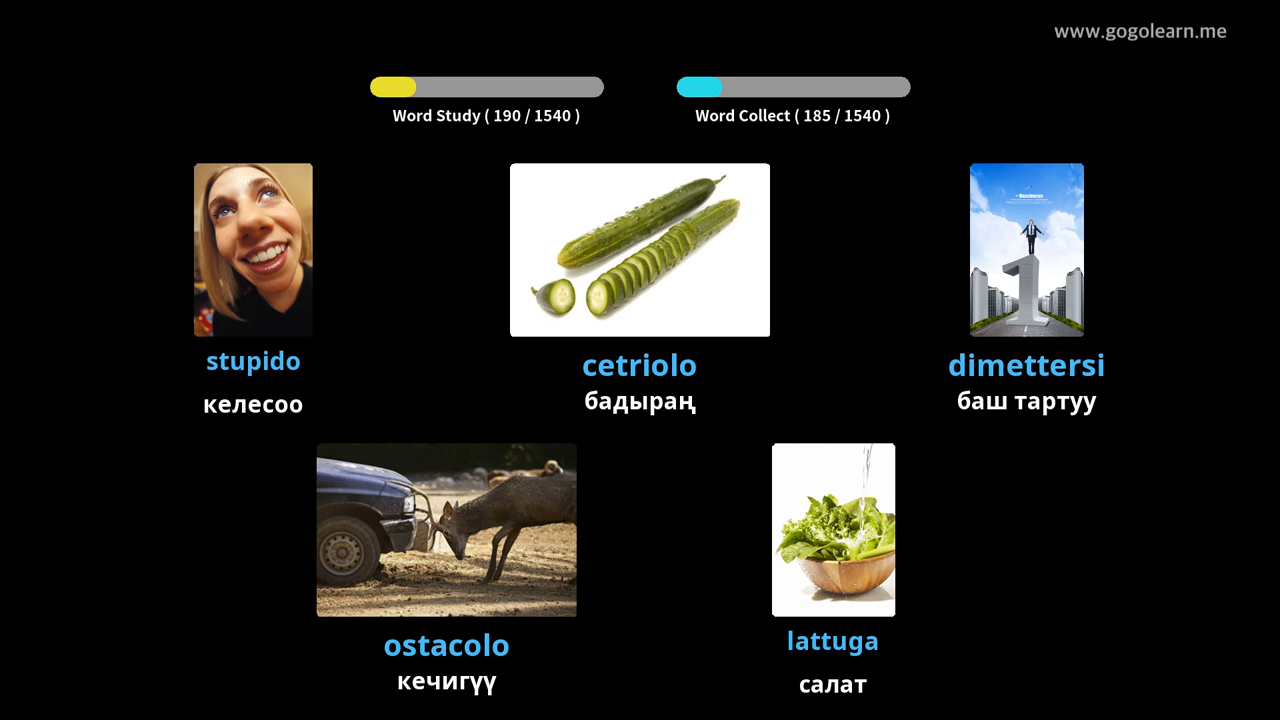 www.gogolearn.me
Word Study ( 190 / 1540 )
Word Collect ( 185 / 1540 )
stupido
келесоо
cetriolo
бадыраң
Business
dimettersi
баш тартуу
ostacolo
кечигүү
lattuga
салат